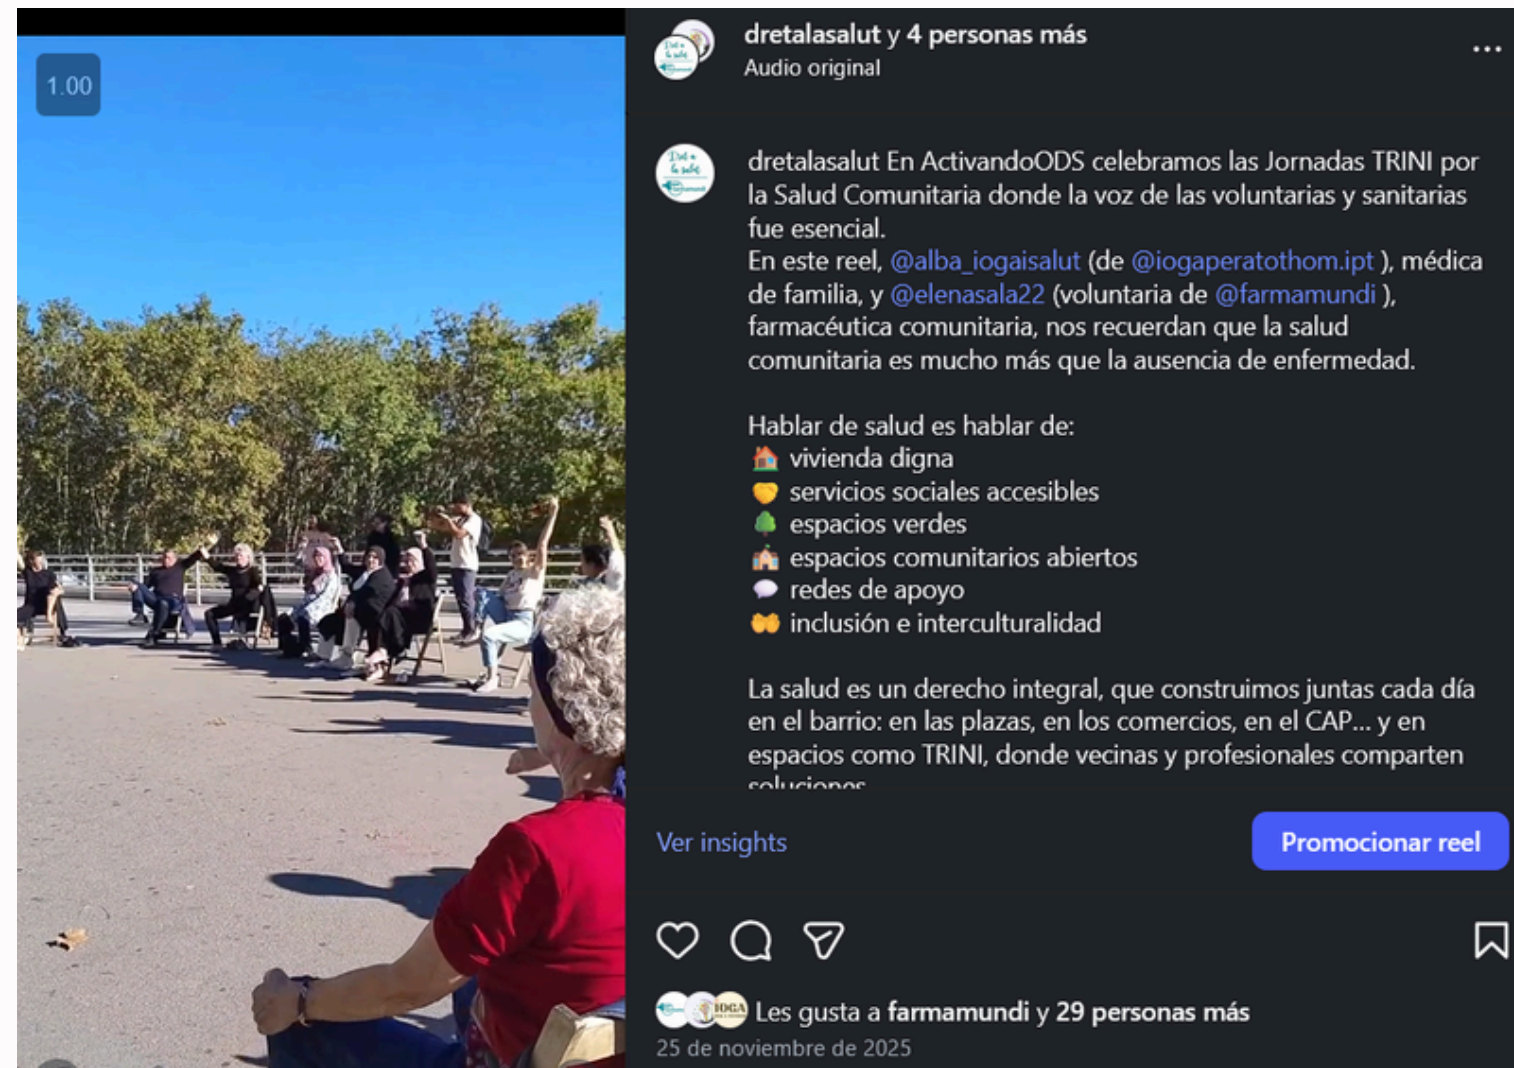 1.00
dretalasalut y 4 personas más
Audio original
dretalasalut En ActivandoODS celebramos las Jornadas TRINI por
la Salud Comunitaria donde la voz de las voluntarias y sanitarias
fue esencial.
En este reel, @alba_iogaisalut (de @iogaperatothom.ipt ), médica
de familia, y @elenasala22 (voluntaria de @farmamundi ),
farmacéutica comunitaria, nos recuerdan que la salud
comunitaria es mucho más que la ausencia de enfermedad.
Hablar de salud es hablar de:
🏠 vivienda digna
🤝 servicios sociales accesibles
🌳 espacios verdes
🏫 espacios comunitarios abiertos
💬 redes de apoyo
🤲 inclusión e interculturalidad
La salud es un derecho integral, que construimos juntas cada día
en el barrio: en las plazas, en los comercios, en el CAP... y en
espacios como TRINI, donde vecinas y profesionales comparten
soluciones
Ver insights
Promocionar reel
IOGA
Les gusta a farmamundi y 29 personas más
25 de noviembre de 2025